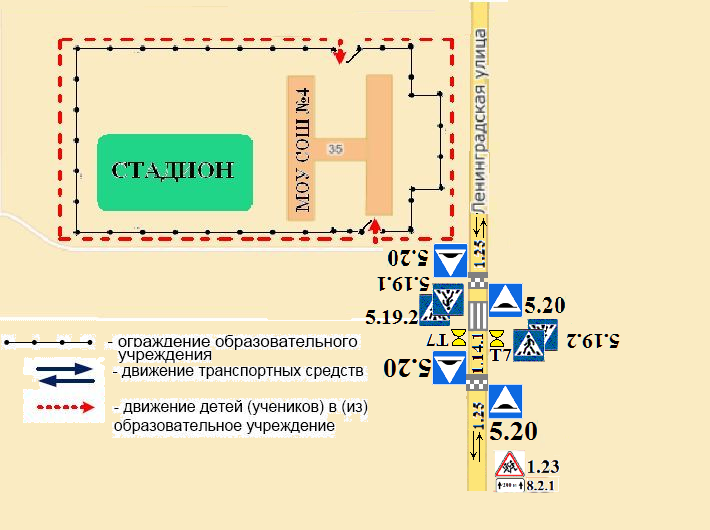 Ленинградская улица
МОУ СОШ №4
35
СТАДИОН
1.25
5.20
5.19.1
5.20
5.19.2
5.19.2
Т7
Т7
1.14.1
5.20
1.25
5.20
1.23
200 м
8.2.1
- ограждение образовательного
учреждения
- движение транспортных средств
- движение детей (учеников) в (из)
образовательное учреждение